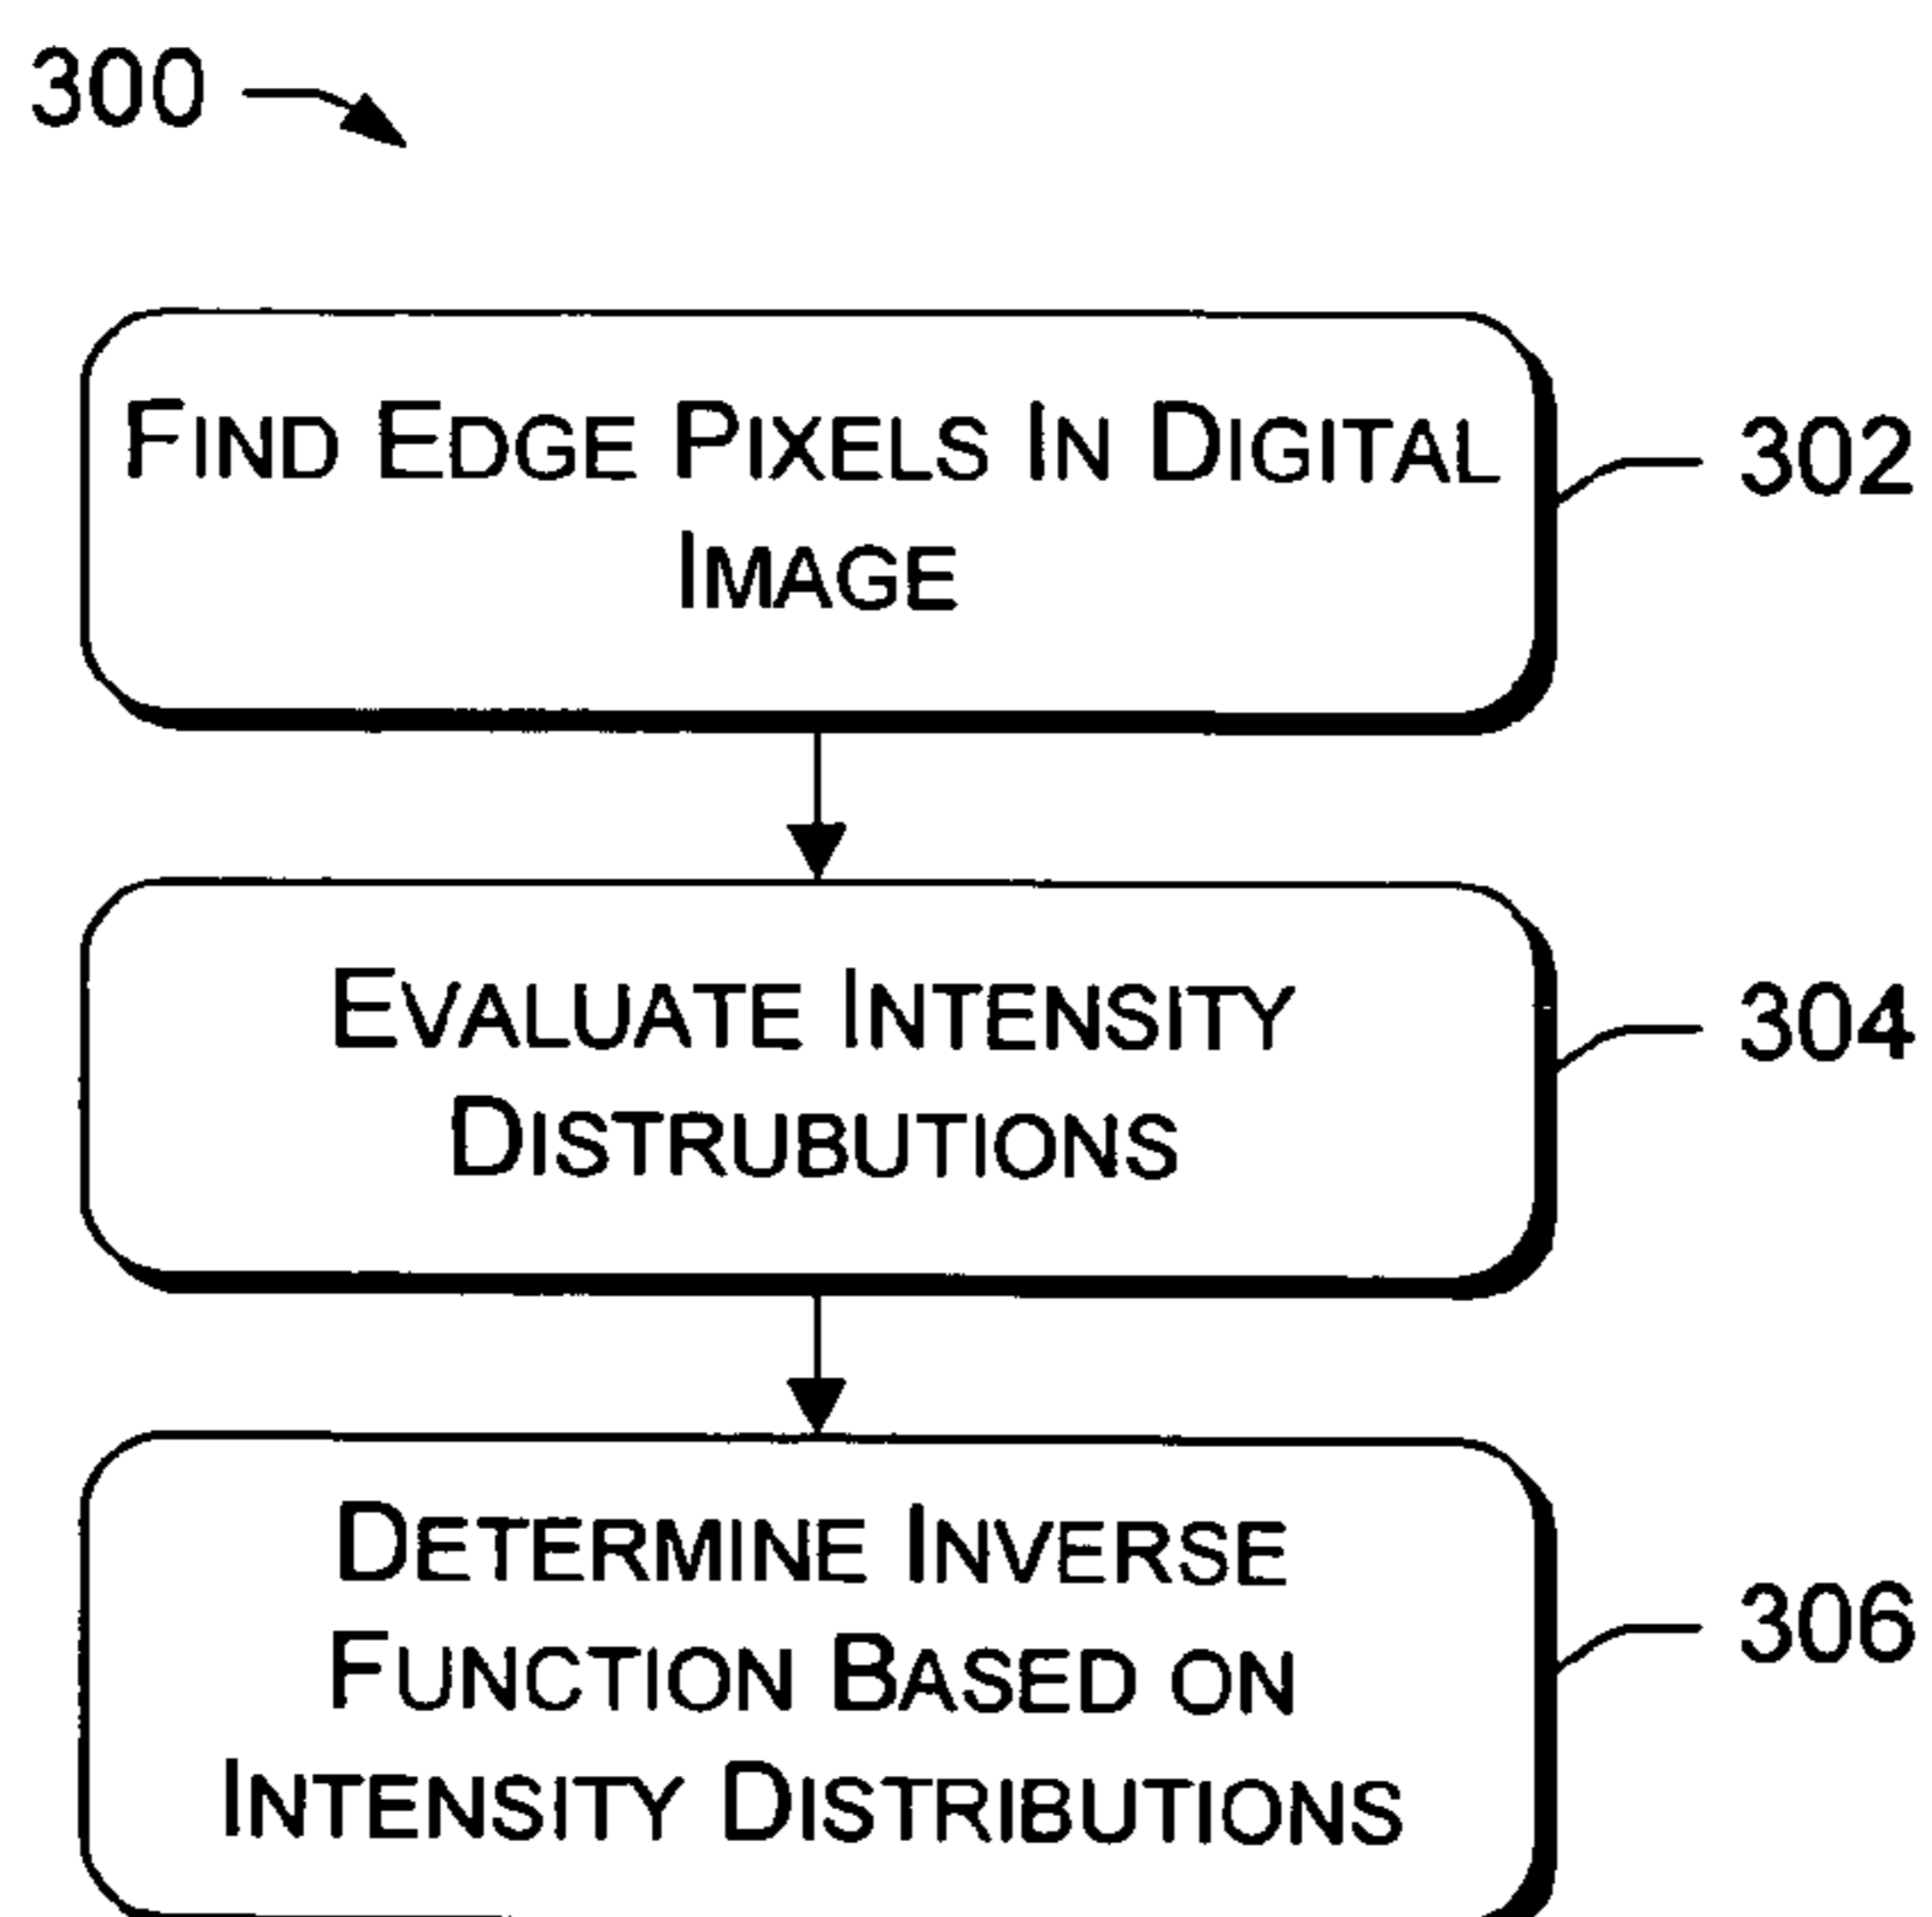 300
FIND EDGE PIXELS IN DIGITAL
IMAGE
302
EVALUATE INTENSITY
DISTRUBUTIONS
304
DETERMINE INVERSE
FUNCTION BASED ON
INTENSITY DISTRIBUTIONS
306